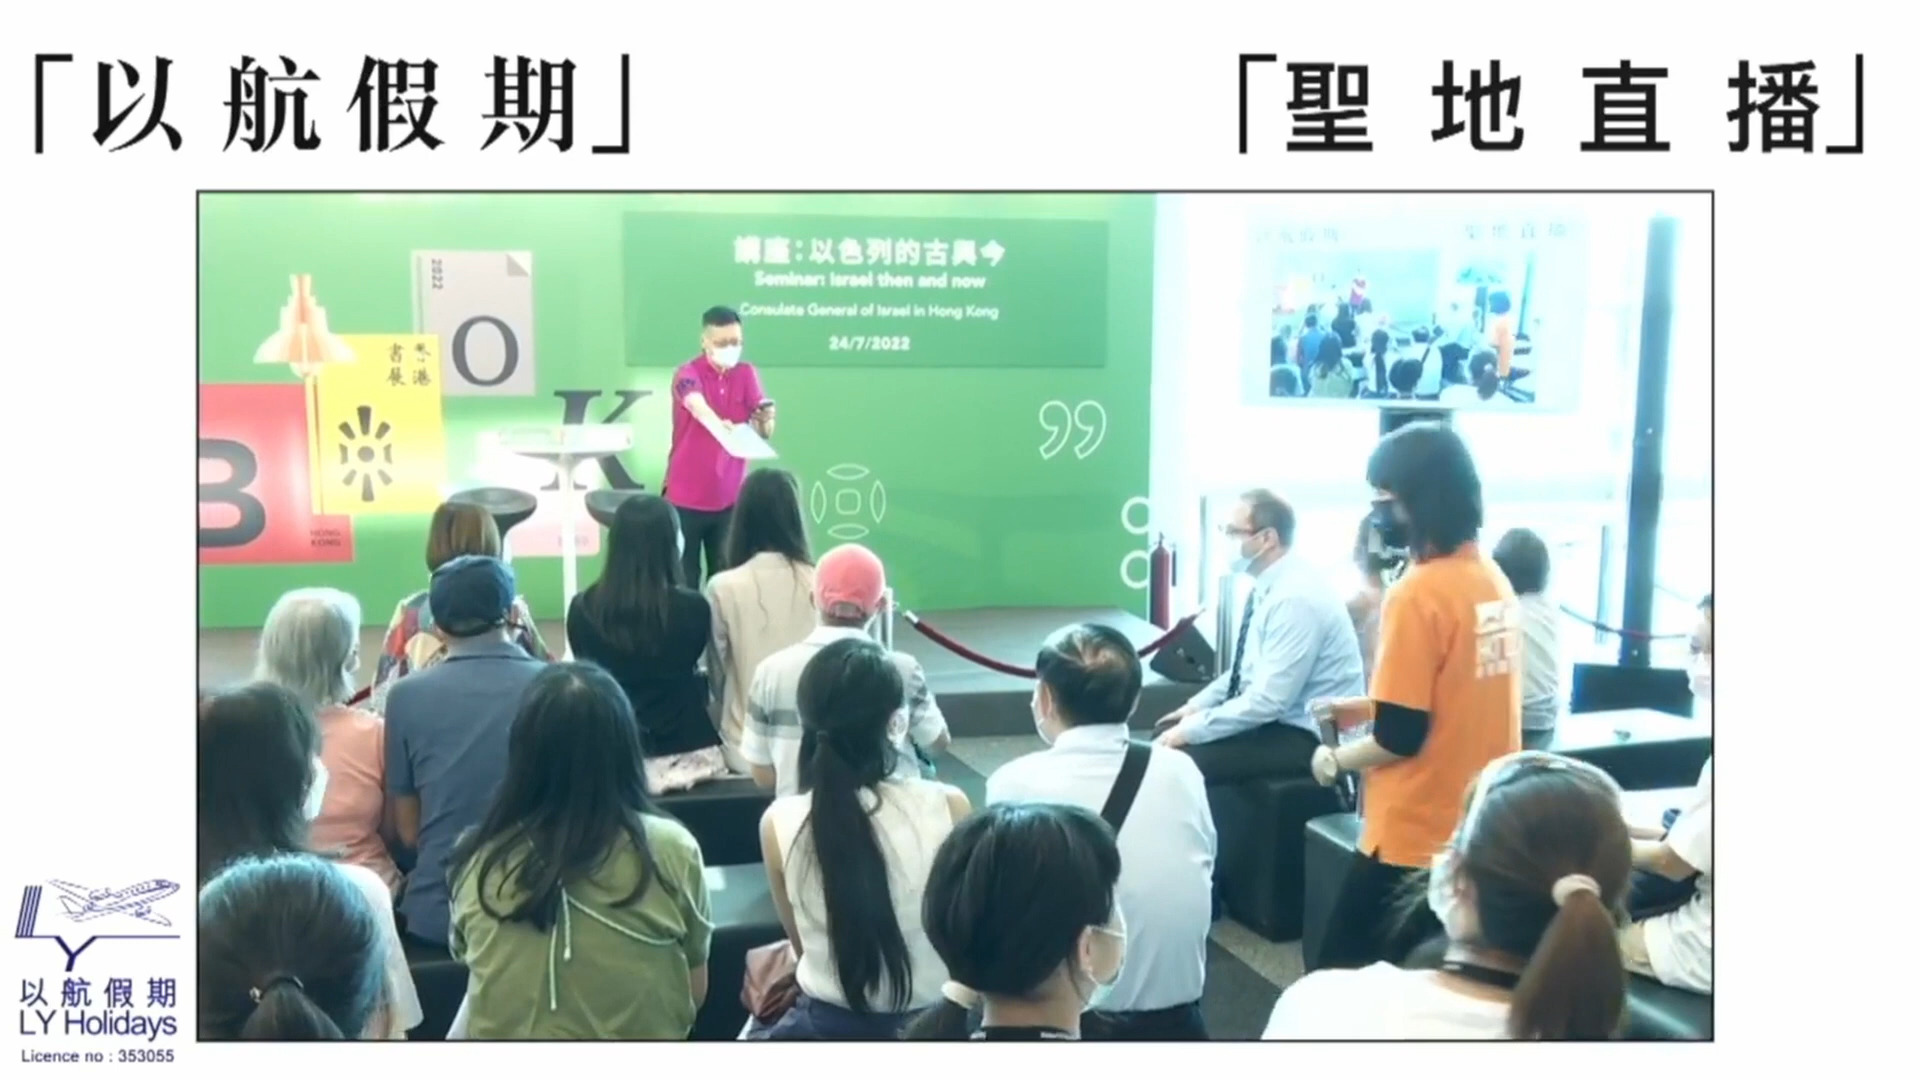 「以航假期」
「聖地直播」
講座：以色列的古與今
Seminar: Israel then and now
Consulate General of Israel in Hong Kong
24/7/2022
2022
O
香港
書展
K
B
HONG
KONG
以航假期
LY Holidays
Licence no : 353055